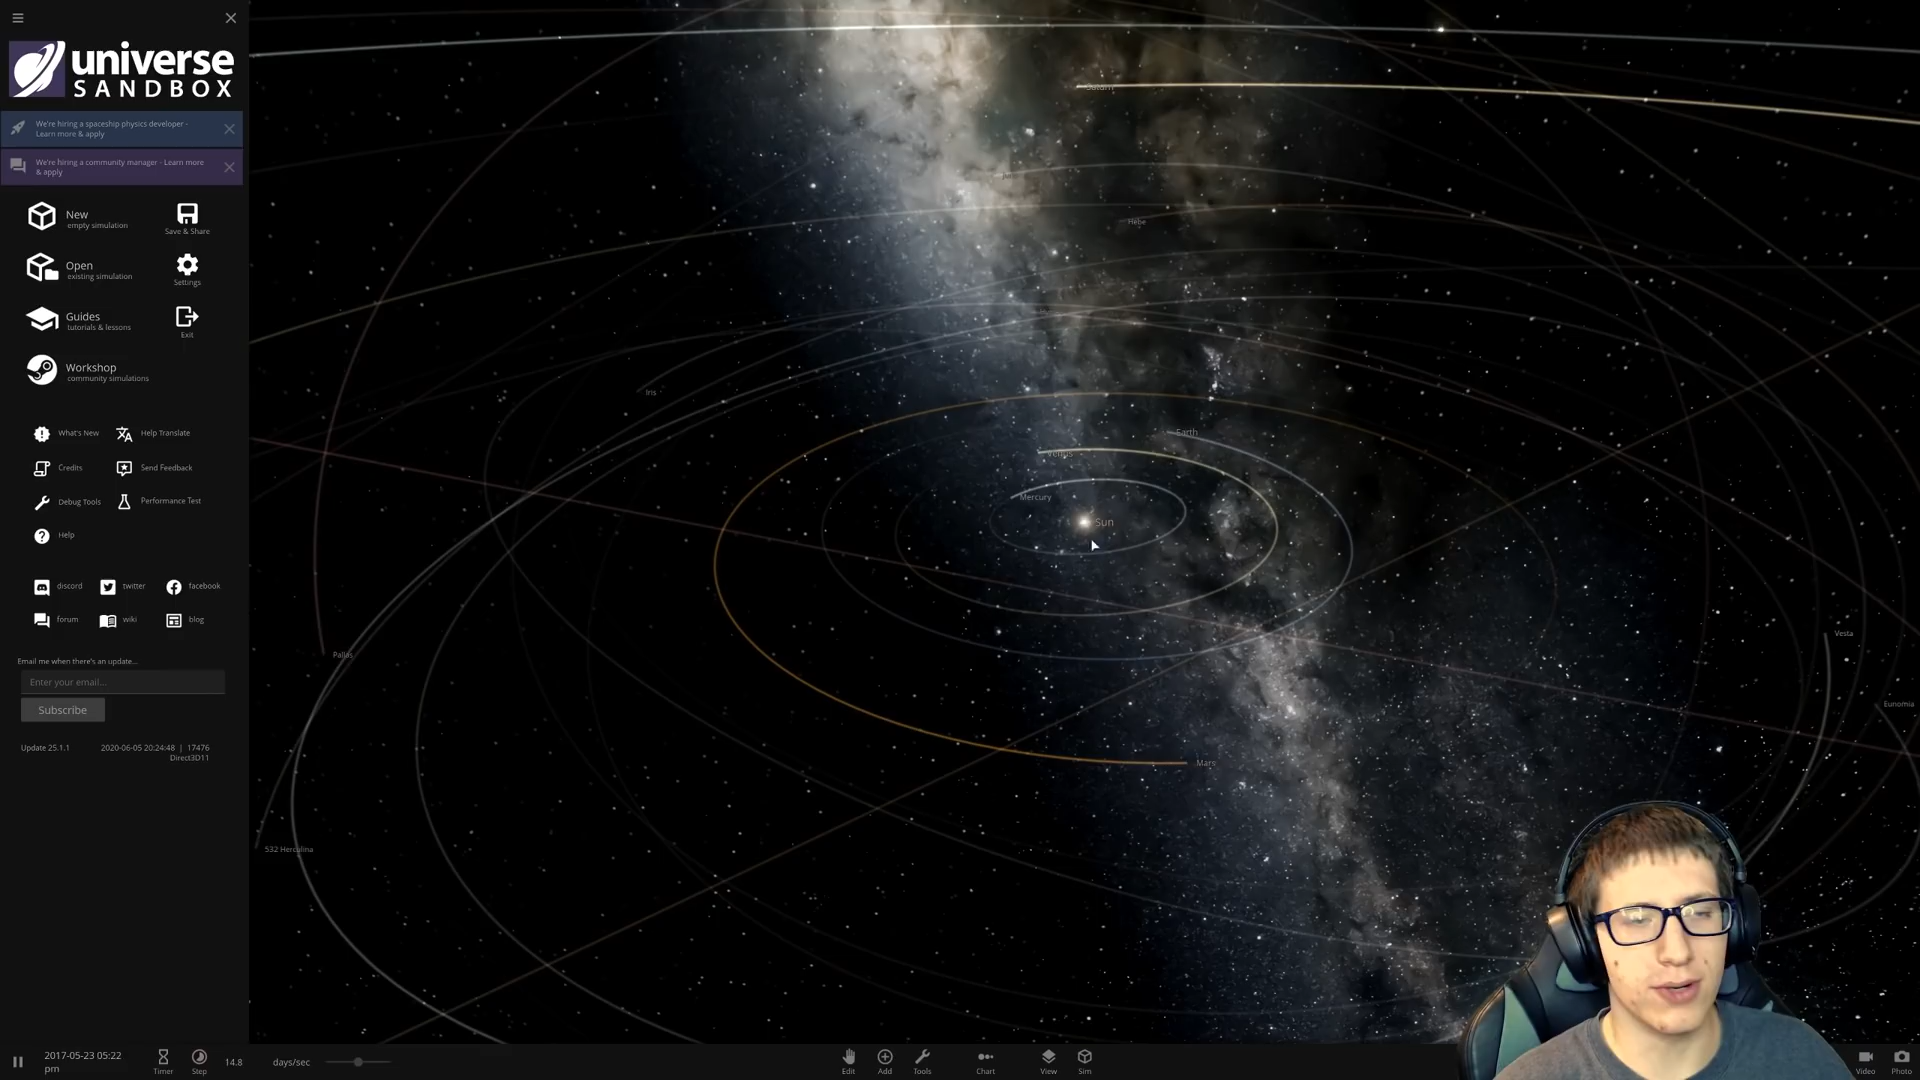 universe
SANDBOX
We're hiring a spaceship physics developer -
Learn more & apply
We're hiring a community manager - Learn more
& apply
New
empty simulation
Save & Share
Open
existing simulation
Settings
Guides
tutorials & lessons
Exit
Workshop
community simulations
What's New
Help Translate
Credits
Send Feedback
Debug Tools
Performance Test
Help
discord
twitter
facebook
forum
wiki
blog
Email me when there's an update...
Enter your email...
Subscribe
Update 25.1.1
2020-06-05 20:24:48 | 17476
Direct3D11
Saturn
Hebe
Iris
Earth
Venus
Mercury
Sun
Vesta
Pallas
Eunomia
Mars
532 Herculina
2017-05-23 05:22
pm
Timer
Step
14.8
days/sec
Edit
Add
Tools
Chart
View
Sim
Video
Photo